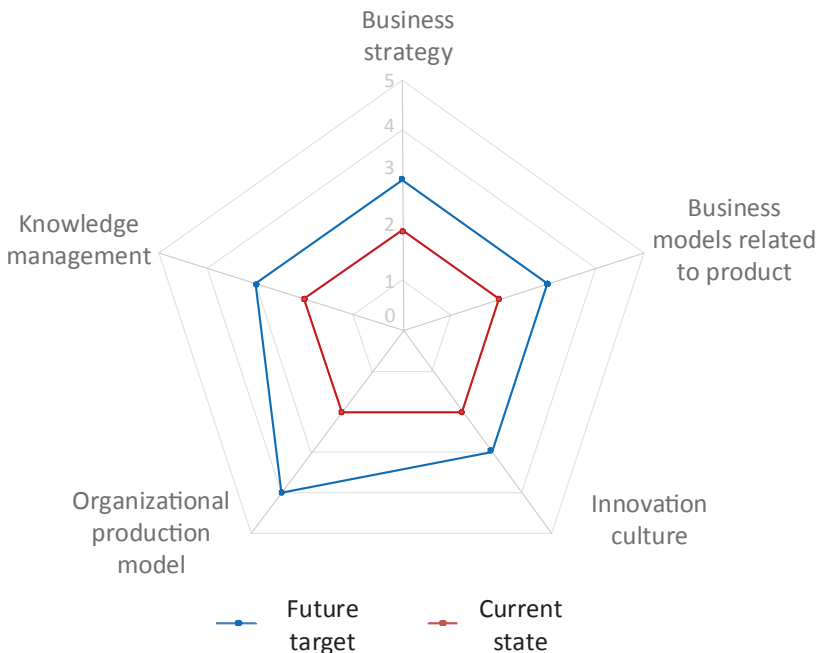 Business
strategy
5
4
3
2
1
0
Knowledge
management
Business
models related
to product
Organizational
production
model
Innovation
culture
Future
target
Current
state